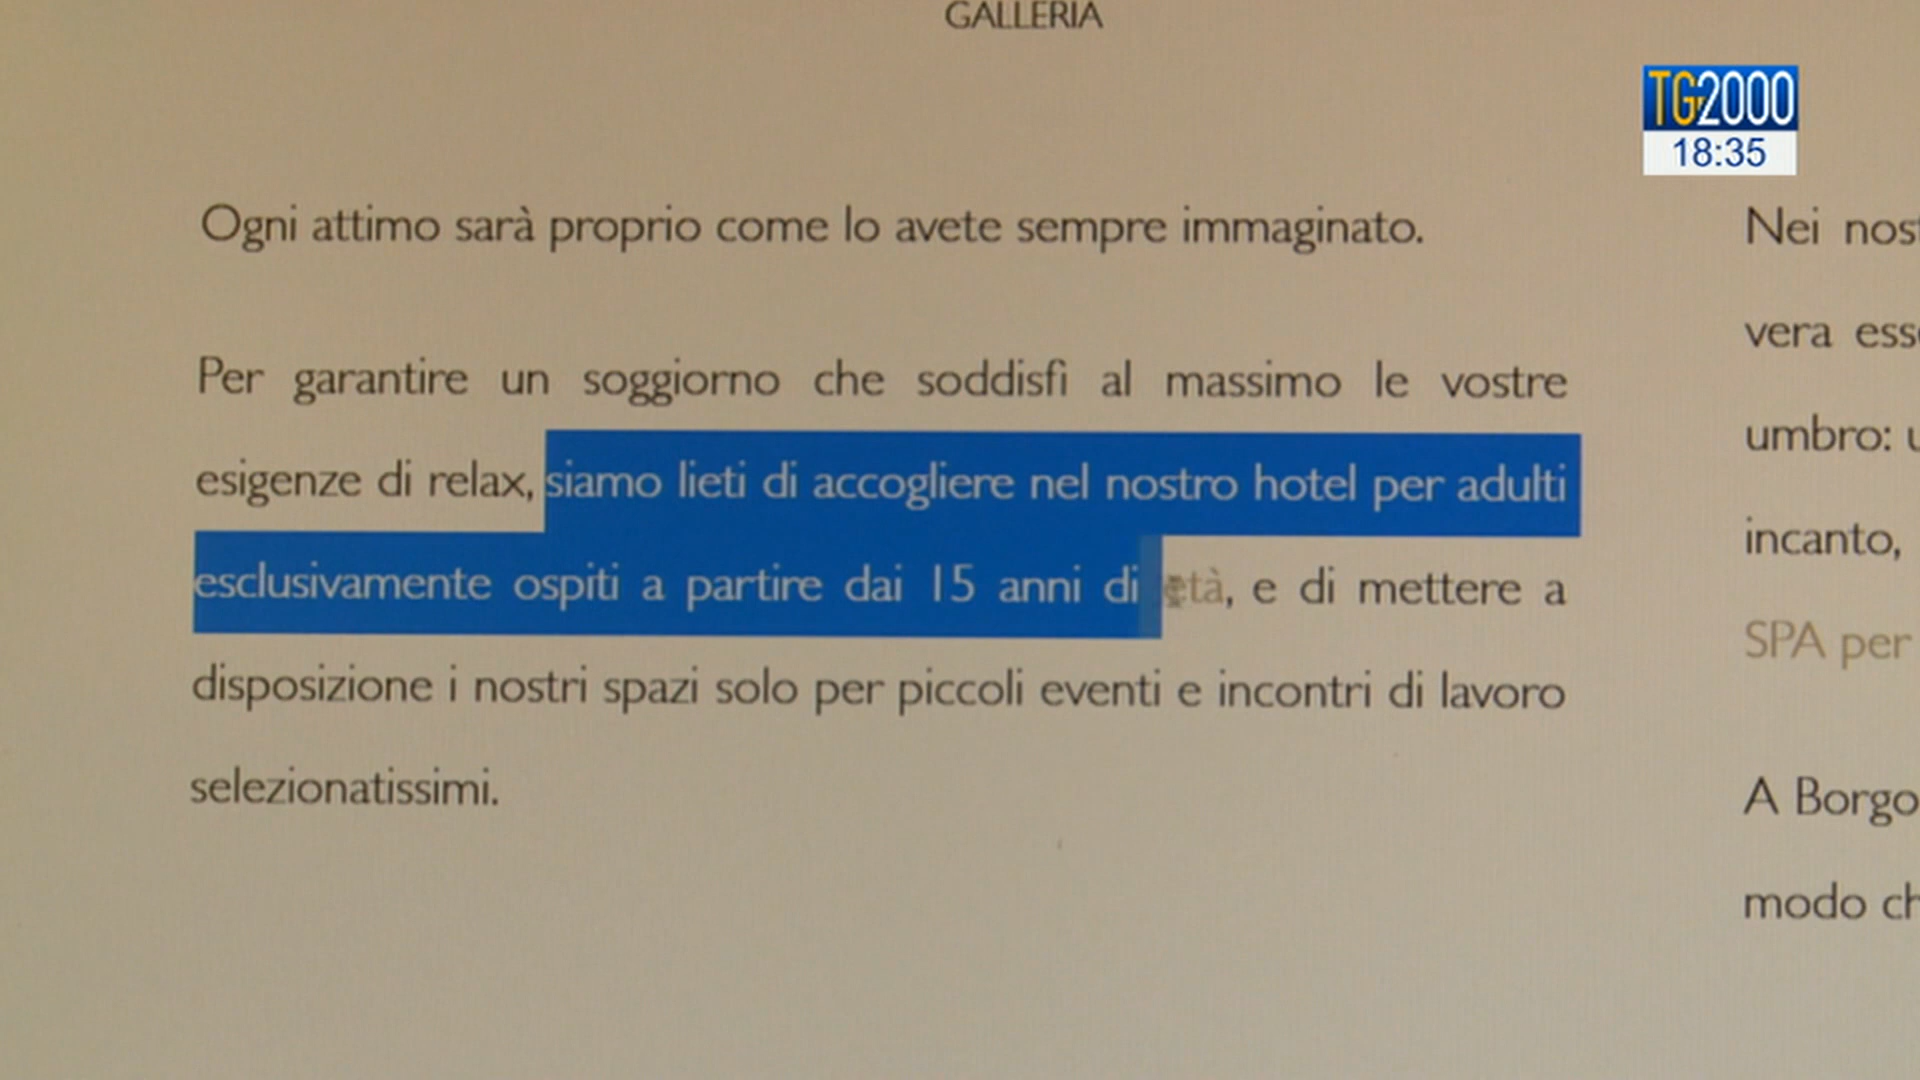 GALLERIA
TG2000
18:35
Ogni attimo sarà proprio come lo avete sempre immaginato.
Per garantire un soggiorno che soddisfi al massimo le vostre
esigenze di relax, siamo lieti di accogliere nel nostro hotel per adulti
esclusivamente ospiti a partire dai 15 anni di età, e di mettere a
disposizione i nostri spazi solo per piccoli eventi e incontri di lavoro
selezionatissimi.
Nei
vera
umbro:
incanto,
SPA per
A Borgo
modo